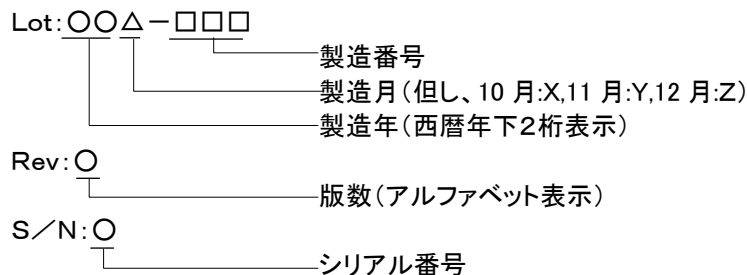 Lot:○○△－□□□
製造番号
製造月(但し、10月:X,11月:Y,12月:Z)
製造年(西暦年下２桁表示)
Rev:○
版数(アルファベット表示)
S／N:○
シリアル番号